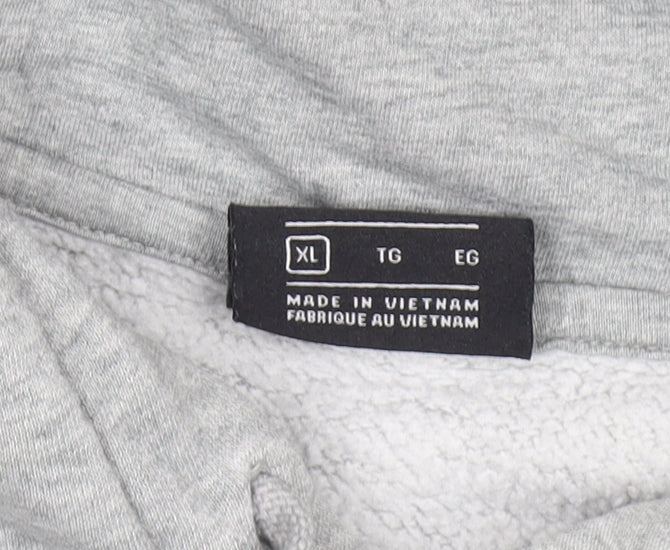 XL TG EG
MADE IN VIETNAM
FABRIQUE AU VIETNAM